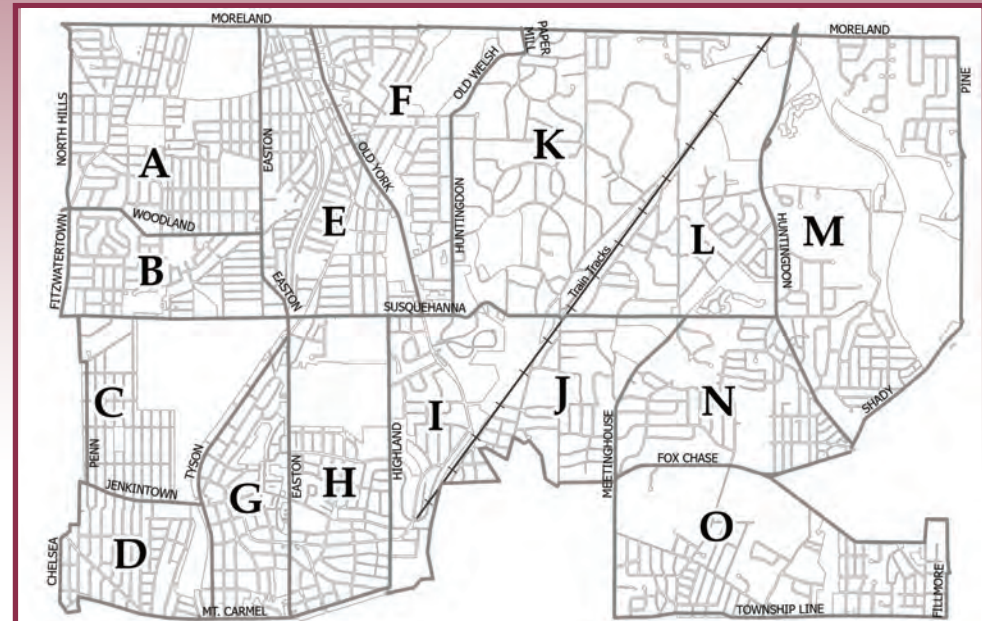 MORELAND
MORELAND
PAPER
MILL
OLD WELSH
PINE
NORTH HILLS
F
K
A
EASTON
OLD YORK
WOODLAND
E
HUNTINGDON
L
HUNTINGDON
M
FITZWATERTOWN
B
EASTON
Train Tracks
SUSQUEHANNA
C
PENN
TYSON
I
HIGHLAND
J
MEETINGHOUSE
N
SHADY
JENKINTOWN
G
EASTON
H
FOX CHASE
CHELSEA
D
O
MT. CARMEL
TOWNSHIP LINE
FILLMORE